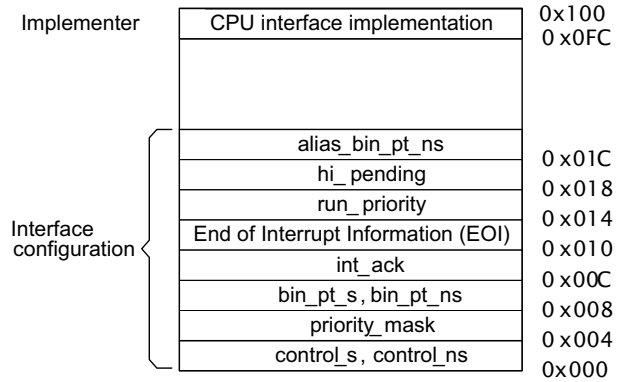 Implementer CPU interface implementation 0x100
0x0FC
alias_bin_pt_ns
0x01C
hi_ pending
0x018
run_ priority
0x014
Interface
configuration
End of Interrupt Information (EOI)
0x010
int_ack
0x00C
bin_pt_s , bin_pt_ns
0x008
priority_mask
0x004
control_s , control_ns
0x000